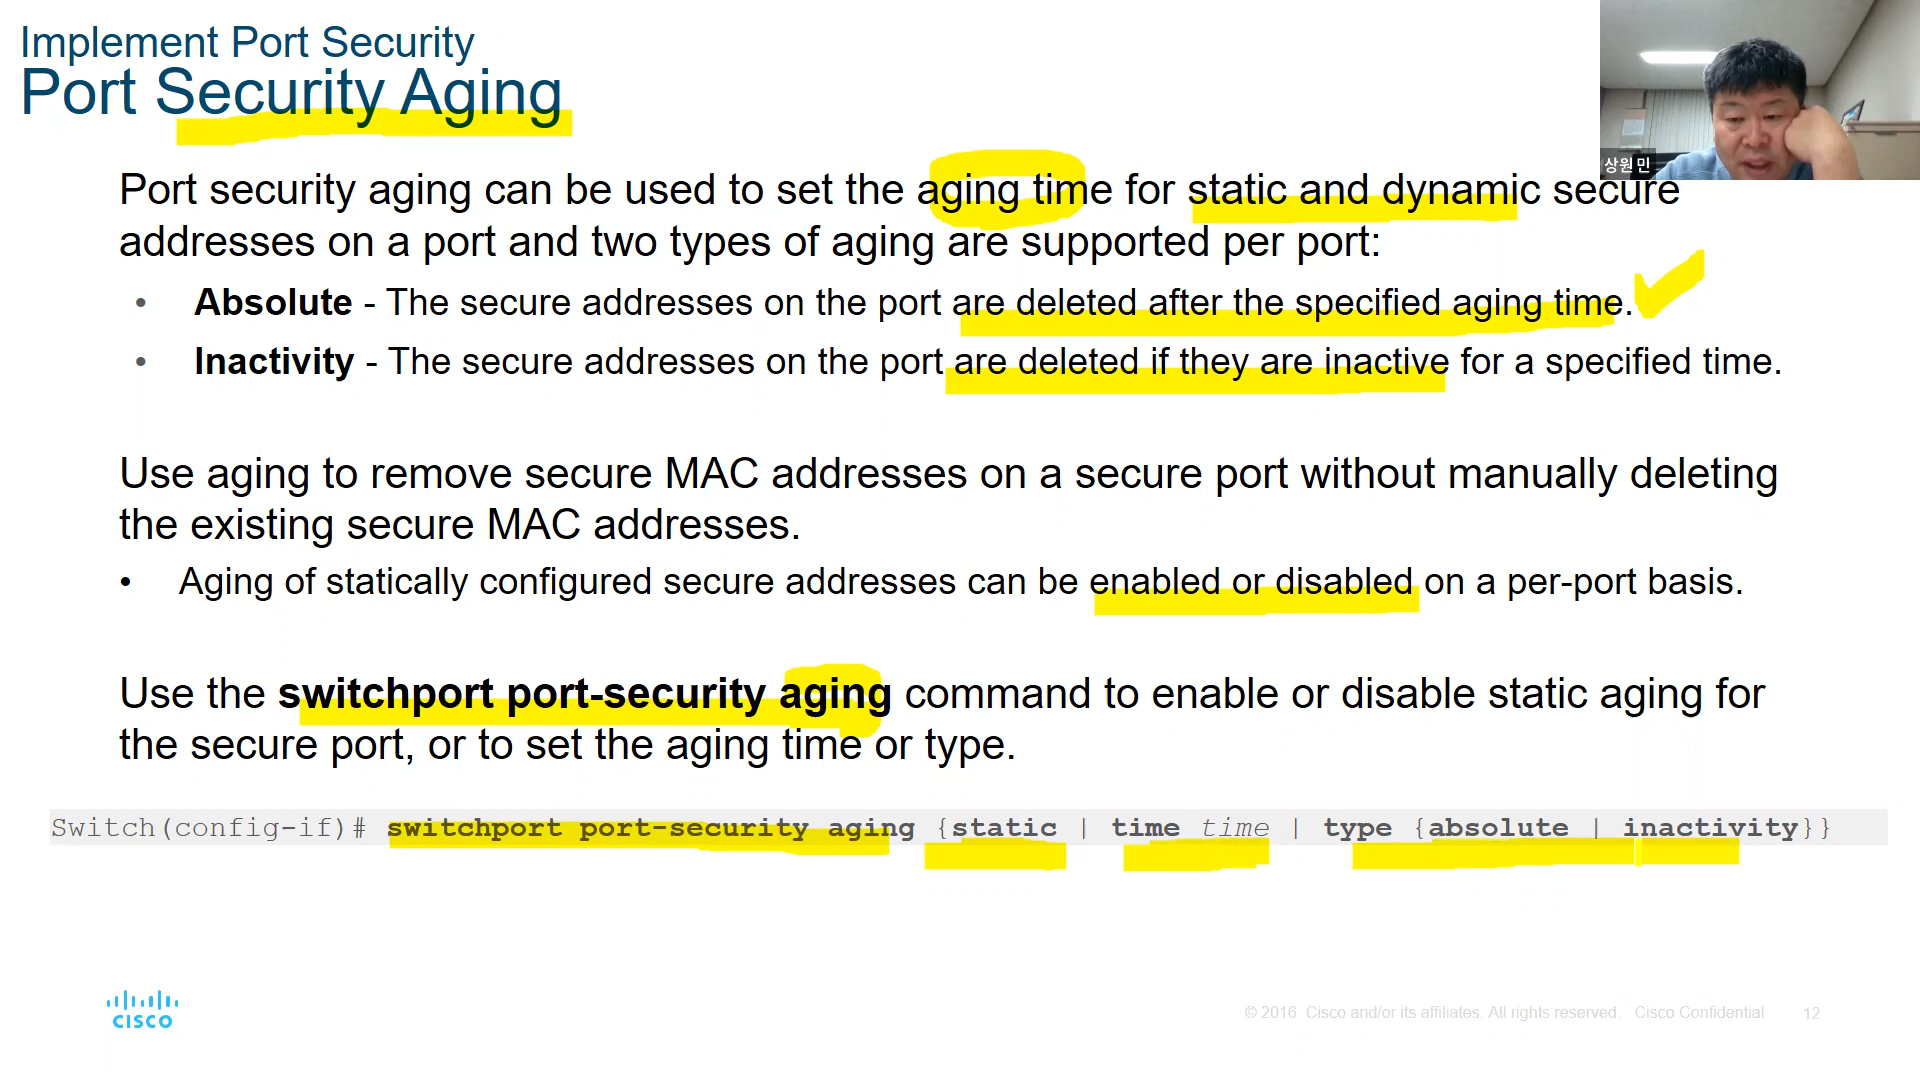 Implement Port Security
Port Security Aging
상원 민
Port security aging can be used to set the aging time for static and dynamic secure
addresses on a port and two types of aging are supported per port:
• Absolute - The secure addresses on the port are deleted after the specified aging time.
• Inactivity - The secure addresses on the port are deleted if they are inactive for a specified time.
Use aging to remove secure MAC addresses on a secure port without manually deleting
the existing secure MAC addresses.
• Aging of statically configured secure addresses can be enabled or disabled on a per-port basis.
Use the switchport port-security aging command to enable or disable static aging for
the secure port, or to set the aging time or type.
Switch(config-if)# switchport port-security aging {static | time time | type {absolute | inactivity}}
CISCO
© 2016 Cisco and/or its affiliates. All rights reserved. Cisco Confidential 12